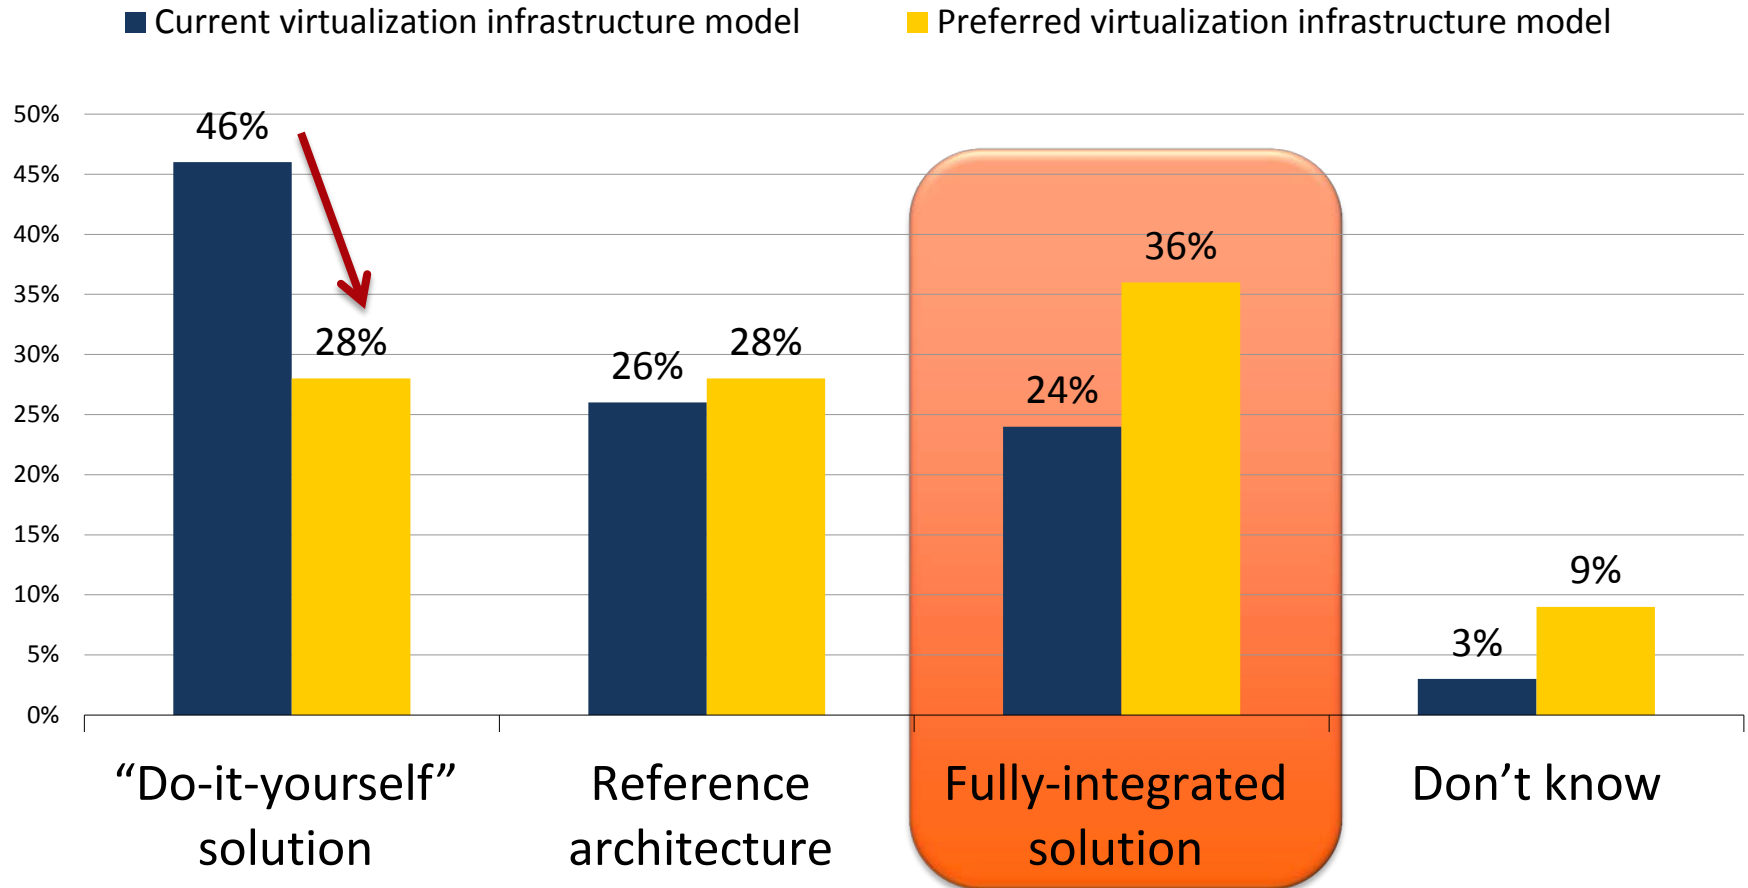 Current virtualization infrastructure model
Preferred virtualization infrastructure model
50%
45%
40%
35%
30%
25%
20%
15%
10%
5%
0%
46%
28%
26%
28%
24%
36%
3%
9%
“Do-it-yourself”
solution
Reference
architecture
Fully-integrated
solution
Don’t know